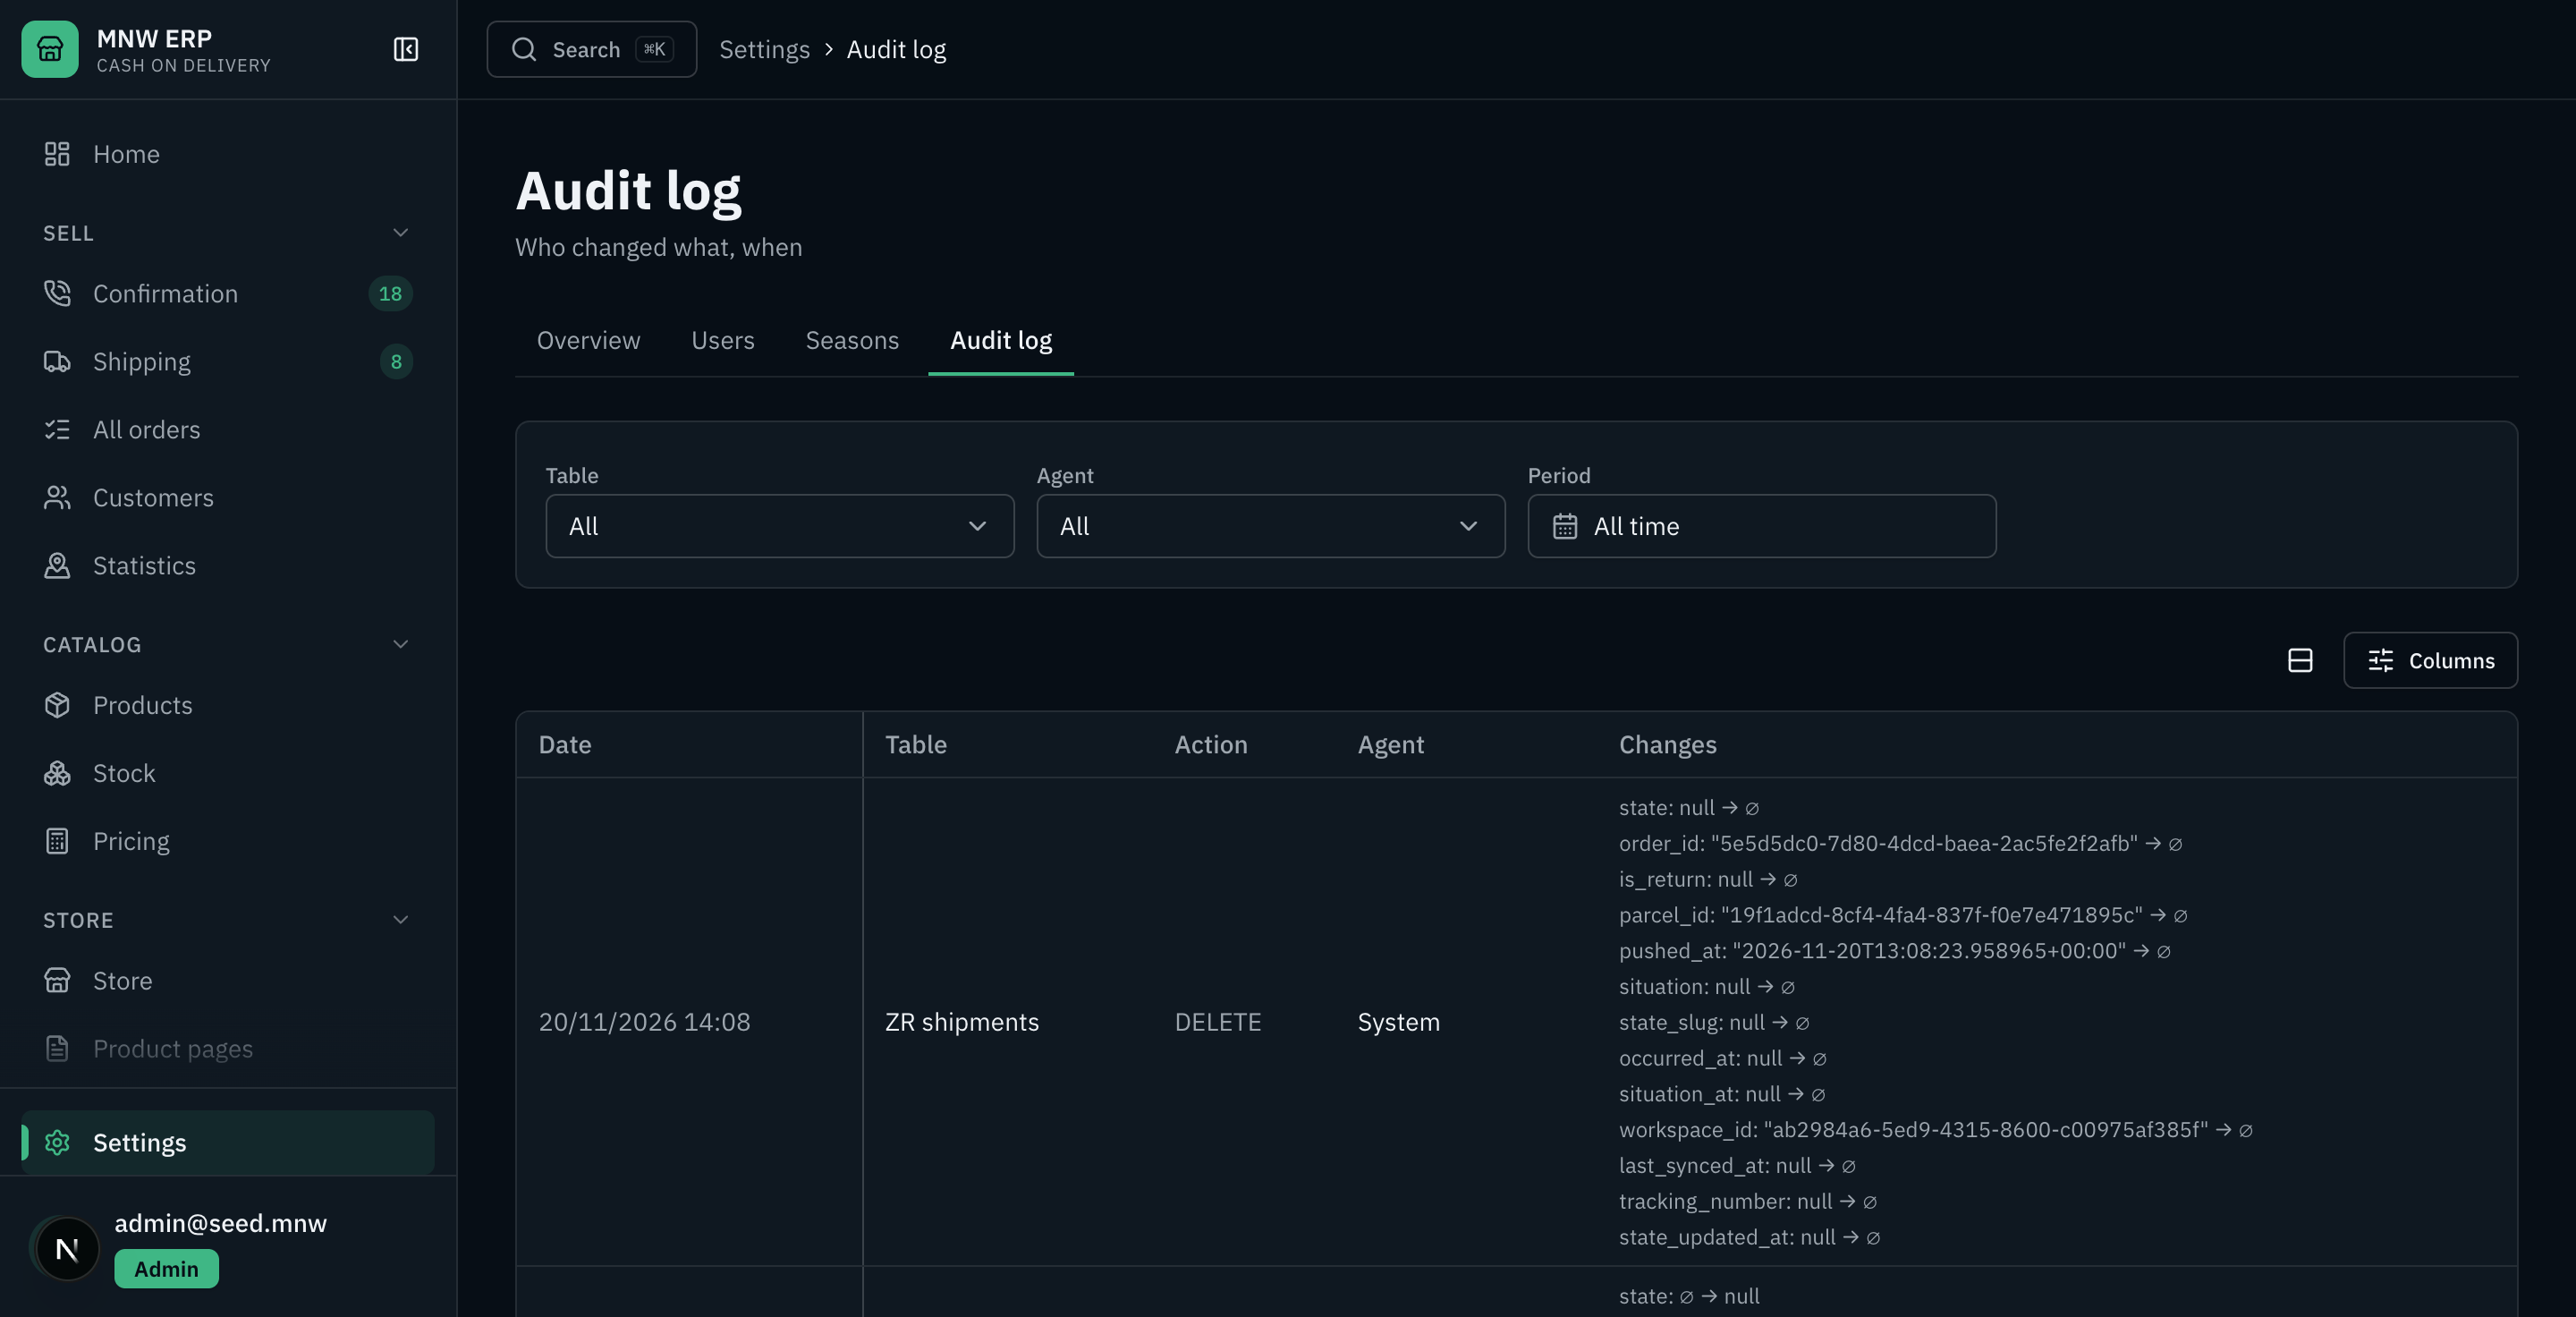 MNW ERP
CASH ON DELIVERY
Search ⌘K
Settings > Audit log
Home
SELL
Confirmation 18
Shipping 8
All orders
Customers
Statistics
CATALOG
Products
Stock
Pricing
STORE
Store
Product pages
Settings
N
admin@seed.mnw
Admin
Audit log
Who changed what, when
Overview Users Seasons Audit log
Table Agent Period
All All All time
Columns
Date Table Action Agent Changes
20/11/2026 14:08 ZR shipments DELETE System
state: null → ∅
order_id: "5e5d5dc0-7d80-4dcd-baea-2ac5fe2f2afb" → ∅
is_return: null → ∅
parcel_id: "19f1adcd-8cf4-4fa4-837f-f0e7e471895c" → ∅
pushed_at: "2026-11-20T13:08:23.958965+00:00" → ∅
situation: null → ∅
state_slug: null → ∅
occurred_at: null → ∅
situation_at: null → ∅
workspace_id: "ab2984a6-5ed9-4315-8600-c00975af385f" → ∅
last_synced_at: null → ∅
tracking_number: null → ∅
state_updated_at: null → ∅
state: ∅ → null